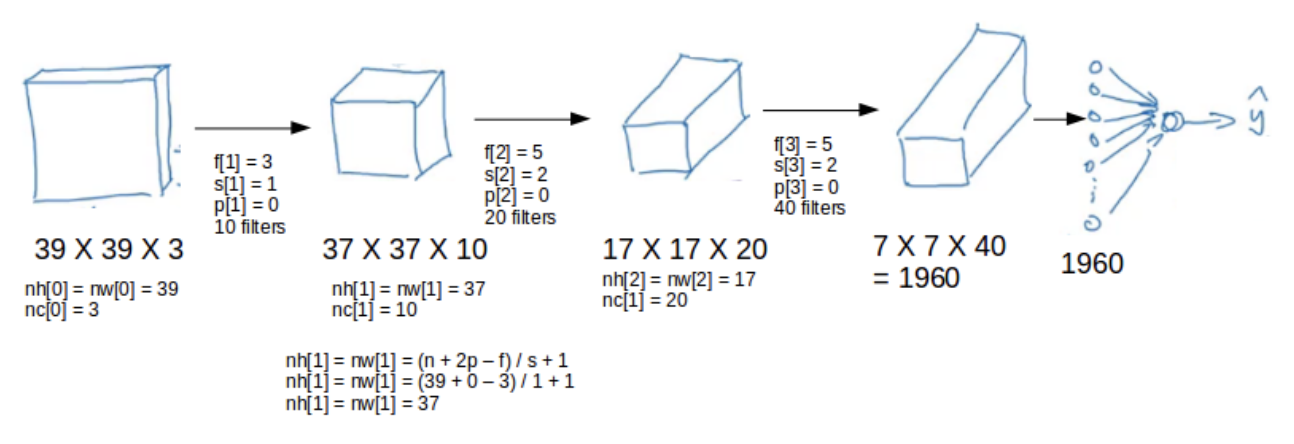 f[1] = 3
s[1] = 1
p[1] = 0
10 filters
f[2] = 5
s[2] = 2
p[2] = 0
20 filters
f[3] = 5
s[3] = 2
p[3] = 0
40 filters
ŷ
39 X 39 X 3
nh[0] = nw[0] = 39
nc[0] = 3
37 X 37 X 10
nh[1] = nw[1] = 37
nc[1] = 10
17 X 17 X 20
nh[2] = nw[2] = 17
nc[1] = 20
7 X 7 X 40
= 1960
1960
nh[1] = nw[1] = (n + 2p – f) / s + 1
nh[1] = nw[1] = (39 + 0 – 3) / 1 + 1
nh[1] = nw[1] = 37